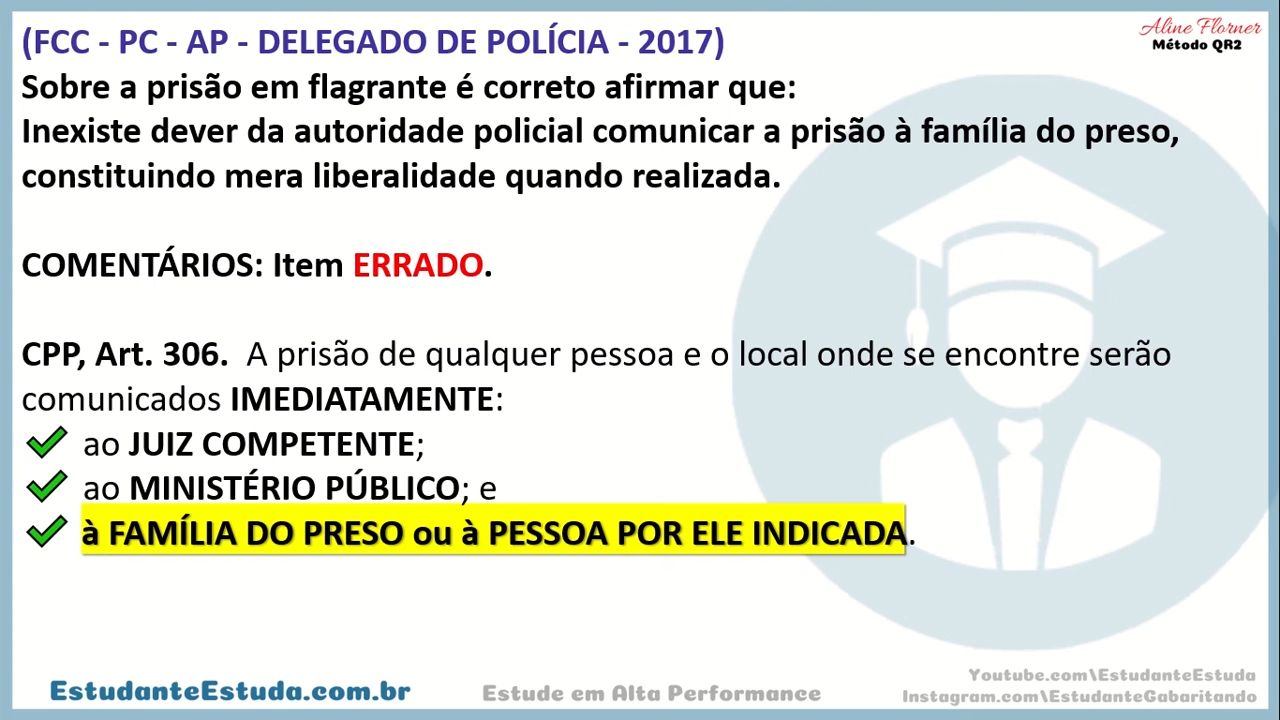 (FCC - PC - AP - DELEGADO DE POLÍCIA - 2017)
Aline Florner
Método QR2
Sobre a prisão em flagrante é correto afirmar que:
Inexiste dever da autoridade policial comunicar a prisão à família do preso,
constituindo mera liberalidade quando realizada.
COMENTÁRIOS: Item ERRADO.
CPP, Art. 306. A prisão de qualquer pessoa e o local onde se encontre serão
comunicados IMEDIATAMENTE:
ao JUIZ COMPETENTE;
ao MINISTÉRIO PÚBLICO; e
à FAMÍLIA DO PRESO ou à PESSOA POR ELE INDICADA.
EstudanteEstuda.com.br
Estude em Alta Performance
Youtube.com\EstudanteEstuda
Instagram.com\EstudanteGabaritando